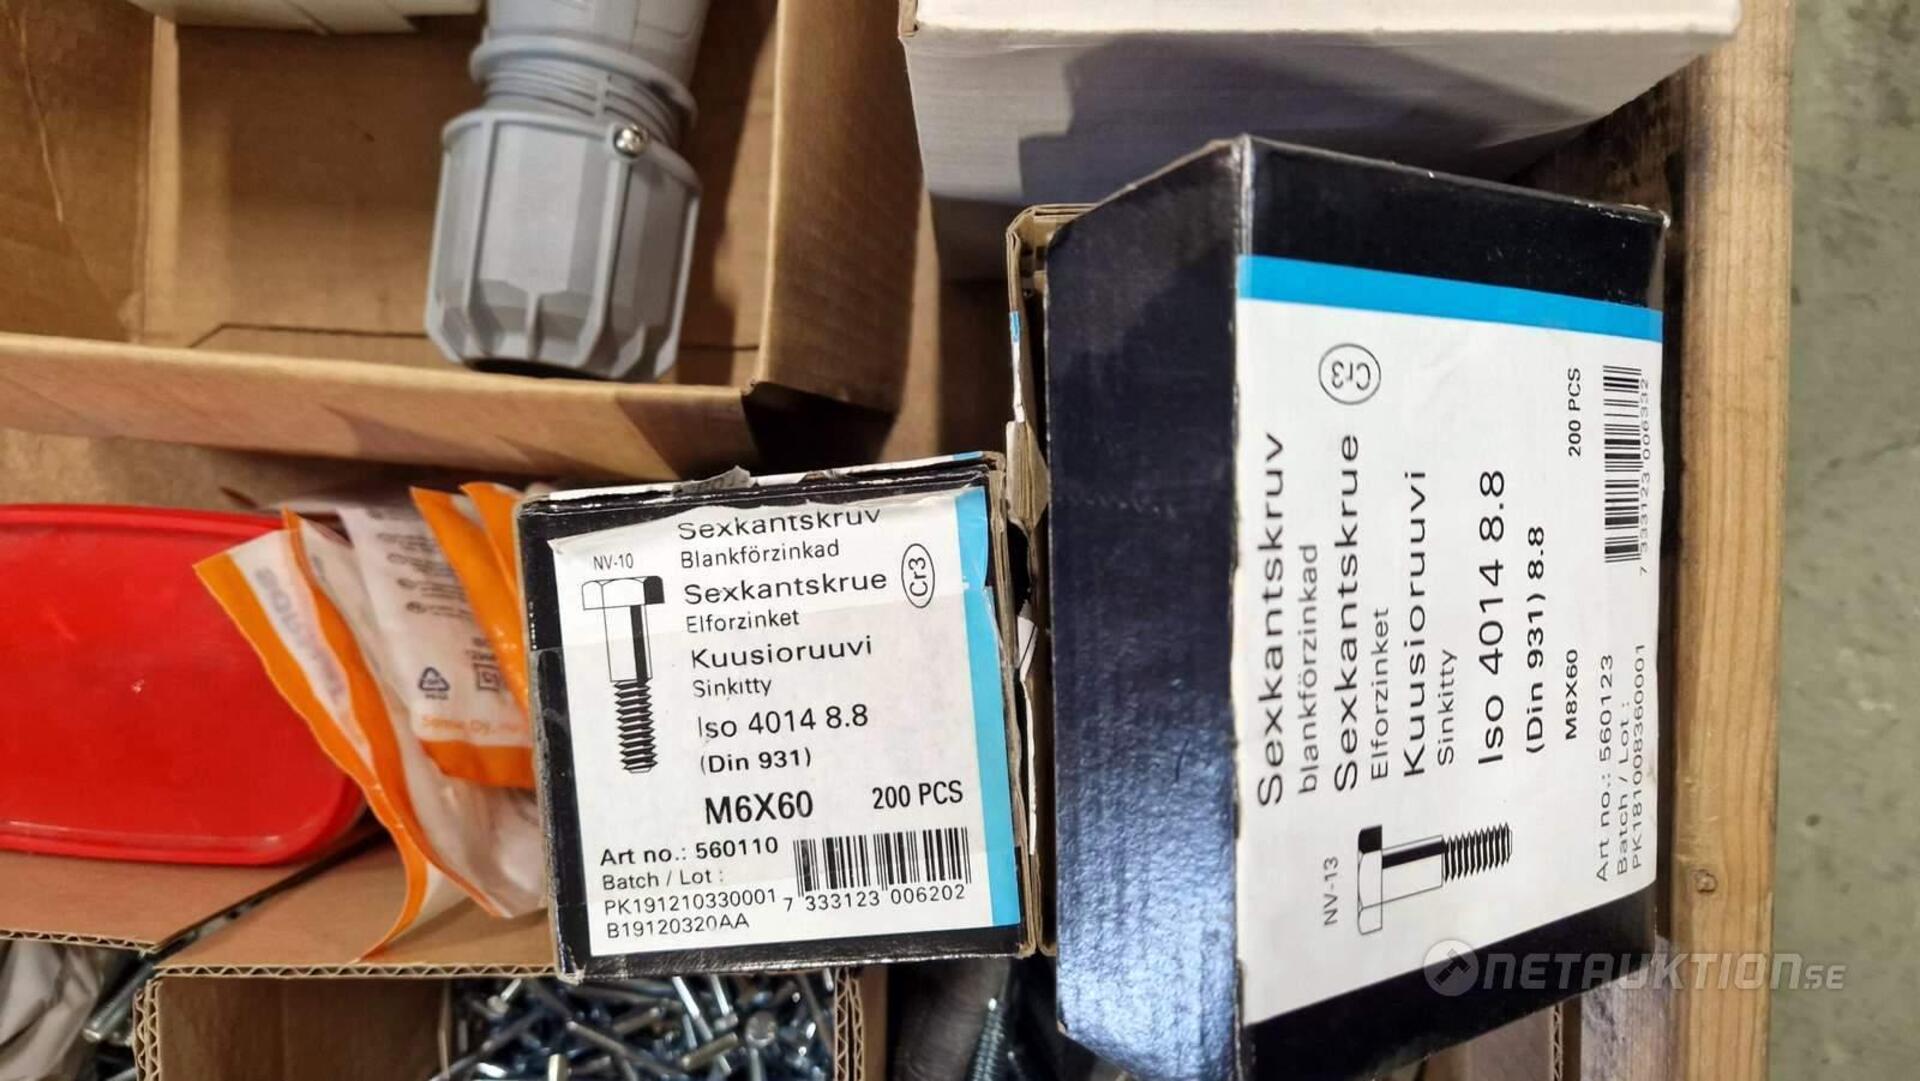 NV-10
Sexkantskruv
Blankförzinkad
Sexkantskrue
Elforzinket
Cr3
Kuusioruuvi
Sinkitty
Iso 4014 8.8
(Din 931)
M6X60
200 PCS
Art no.: 560110
Batch / Lot :
PK191210330001
B19120320AA
7 333123 006202
Sexkantskruv
blankförzinkad
Sexkantskrue
Elforzinket
Kuusioruuvi
Sinkitty
Cr3
Iso 4014 8.8
(Din 931) 8.8
M8X60
200 PCS
Art no.: 560123
Batch / Lot :
PK181008360001
7 333123 006332
NV-13
NETAUKTION.SE